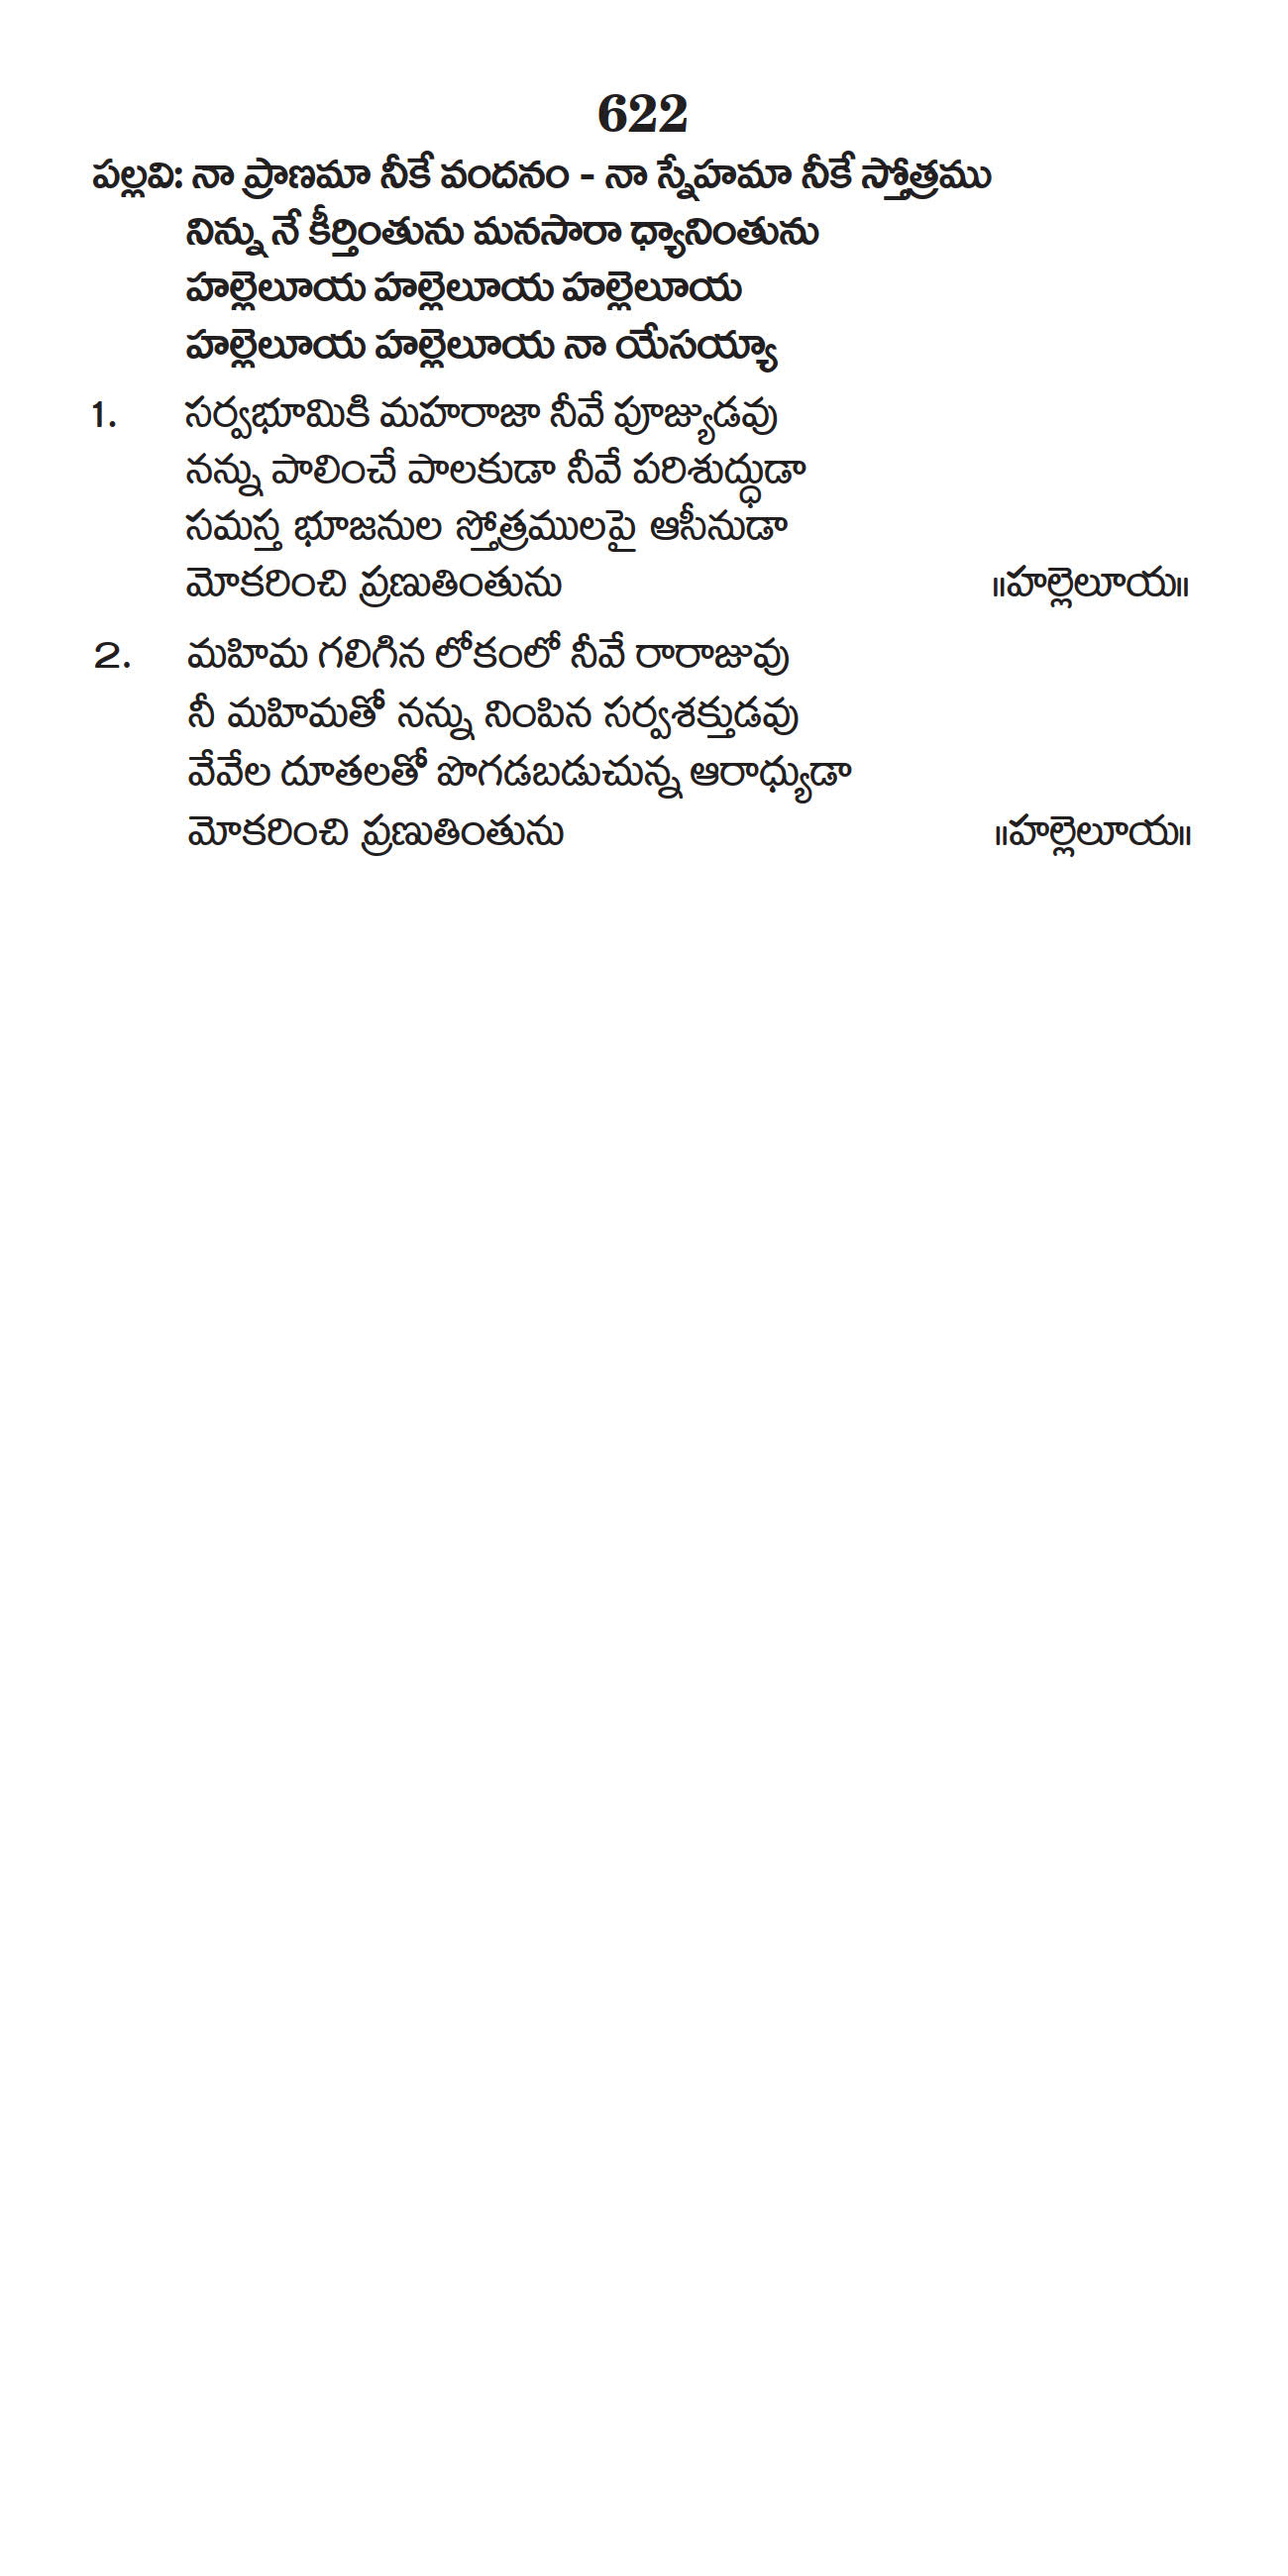 622
పల్లవి: నా ప్రాణమా నీకే వందనం - నా స్నేహమా నీకే స్తోత్రము
నిన్ను నే కీర్తింతును మనసారా ధ్యానింతును
హల్లెలూయ హల్లెలూయ హల్లెలూయ
హల్లెలూయ హల్లెలూయ నా యేసయ్యా
1. సర్వభూమికి మహరాజా నీవే పూజ్యుడవు
నన్ను పాలించే పాలకుడా నీవే పరిశుద్ధుడా
సమస్త భూజనుల స్తోత్రములపై ఆసీనుడా
మోకరించి ప్రణుతింతును ॥హల్లెలూయ॥
2. మహిమ గలిగిన లోకంలో నీవే రారాజువు
నీ మహిమతో నన్ను నింపిన సర్వశక్తుడవు
వేవేల దూతలతో పొగడబడుచున్న ఆరాధ్యుడా
మోకరించి ప్రణుతింతును ॥హల్లెలూయ॥